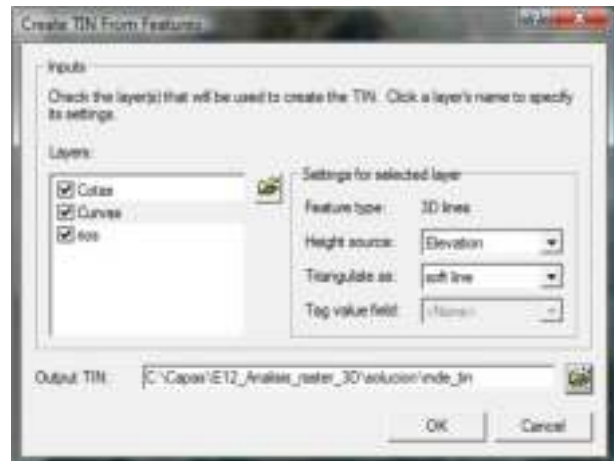 Create TIN From Features
Inputs
Check the layer(s) that will be used to create the TIN. Click a layer's name to specify
its settings.
Layers:
Cotas
Curvas
rios
Settings for selected layer
Feature type: 3D lines
Height source: Elevation
Triangulate as: soft line
Tag value field: <None>
Output TIN: C:\Capas\E12_Analisis_raster_3D\solucion\mde_tin
OK Cancel